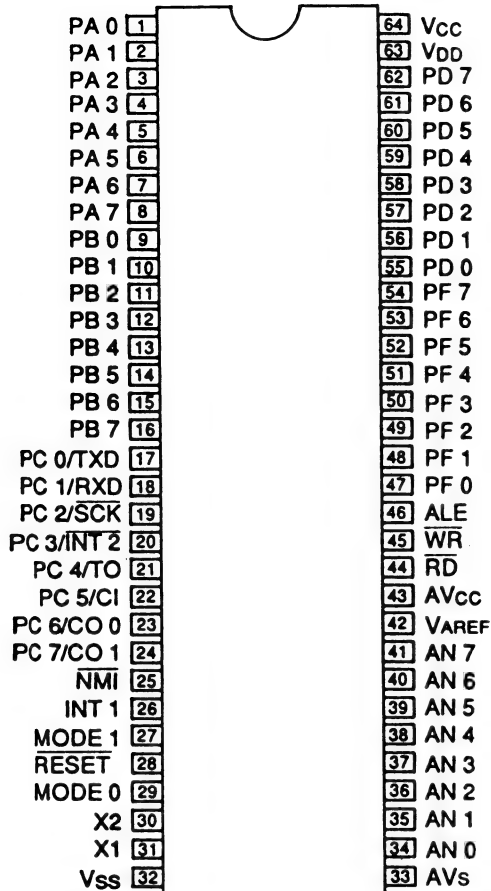 PA 0 1 64 VCC
PA 1 2 63 VDD
PA 2 3 62 PD 7
PA 3 4 61 PD 6
PA 4 5 60 PD 5
PA 5 6 59 PD 4
PA 6 7 58 PD 3
PA 7 8 57 PD 2
PB 0 9 56 PD 1
PB 1 10 55 PD 0
PB 2 11 54 PF 7
PB 3 12 53 PF 6
PB 4 13 52 PF 5
PB 5 14 51 PF 4
PB 6 15 50 PF 3
PB 7 16 49 PF 2
PC 0/TXD 17 48 PF 1
PC 1/RXD 18 47 PF 0
PC 2/S̅C̅K̅ 19 46 ALE
PC 3/I̅N̅T̅ 2̅ 20 45 W̅R̅
PC 4/TO 21 44 R̅D̅
PC 5/CI 22 43 AVCC
PC 6/CO 0 23 42 VAREF
PC 7/CO 1 24 41 AN 7
N̅M̅I̅ 25 40 AN 6
INT 1 26 39 AN 5
MODE 1 27 38 AN 4
R̅E̅S̅E̅T̅ 28 37 AN 3
MODE 0 29 36 AN 2
X2 30 35 AN 1
X1 31 34 AN 0
VSS 32 33 AVS